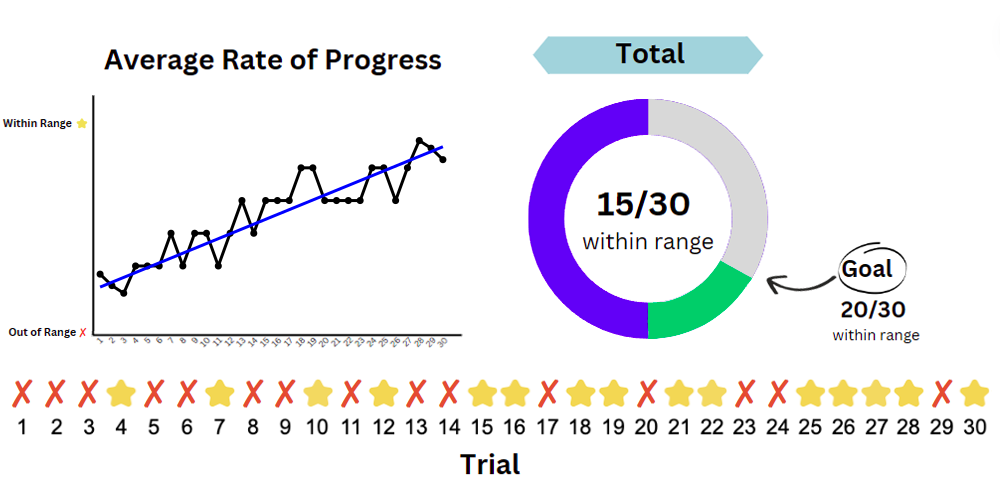 Average Rate of Progress
Within Range
Out of Range
1 2 3 4 5 6 7 8 9 10 11 12 13 14 15 16 17 18 19 20 21 22 23 24 25 26 27 28 29 30
Total
15/30
within range
Goal
20/30
within range
1 2 3 4 5 6 7 8 9 10 11 12 13 14 15 16 17 18 19 20 21 22 23 24 25 26 27 28 29 30
Trial